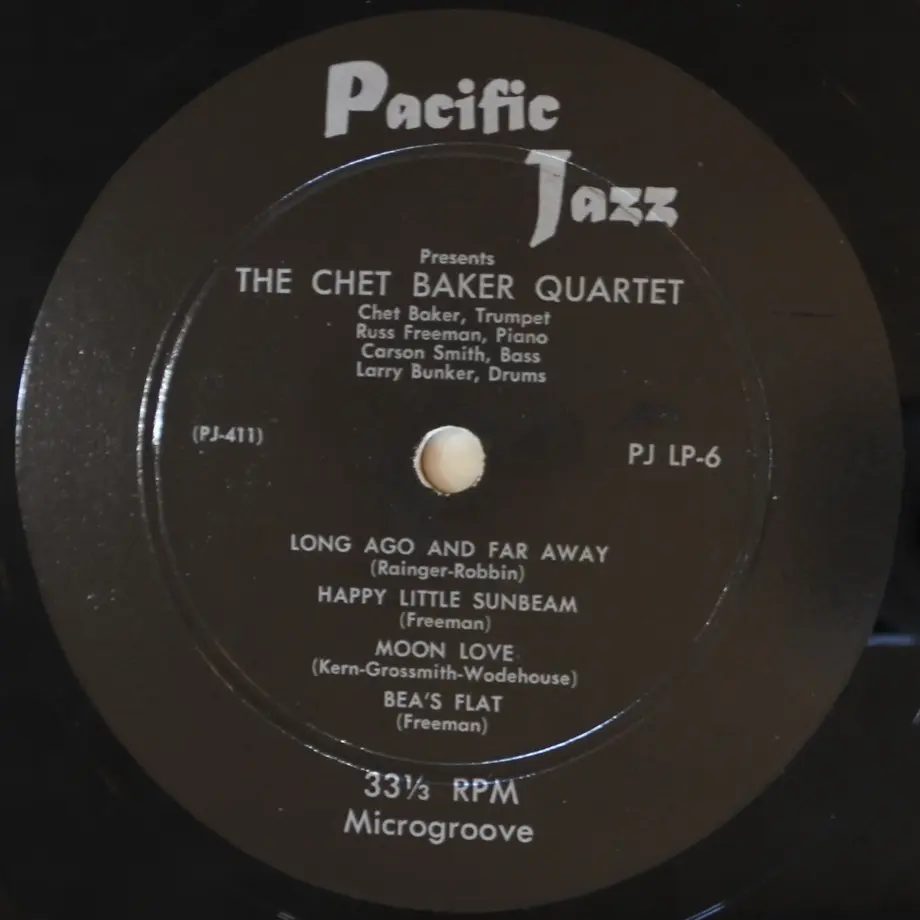 Pacific
Jazz
Presents
THE CHET BAKER QUARTET
Chet Baker, Trumpet
Russ Freeman, Piano
Carson Smith, Bass
Larry Bunker, Drums
(PJ-411)
PJ LP-6
LONG AGO AND FAR AWAY
(Rainger-Robbin)
HAPPY LITTLE SUNBEAM
(Freeman)
MOON LOVE
(Kern-Grossmith-Wodehouse)
BEA'S FLAT
(Freeman)
33⅓ RPM
Microgroove